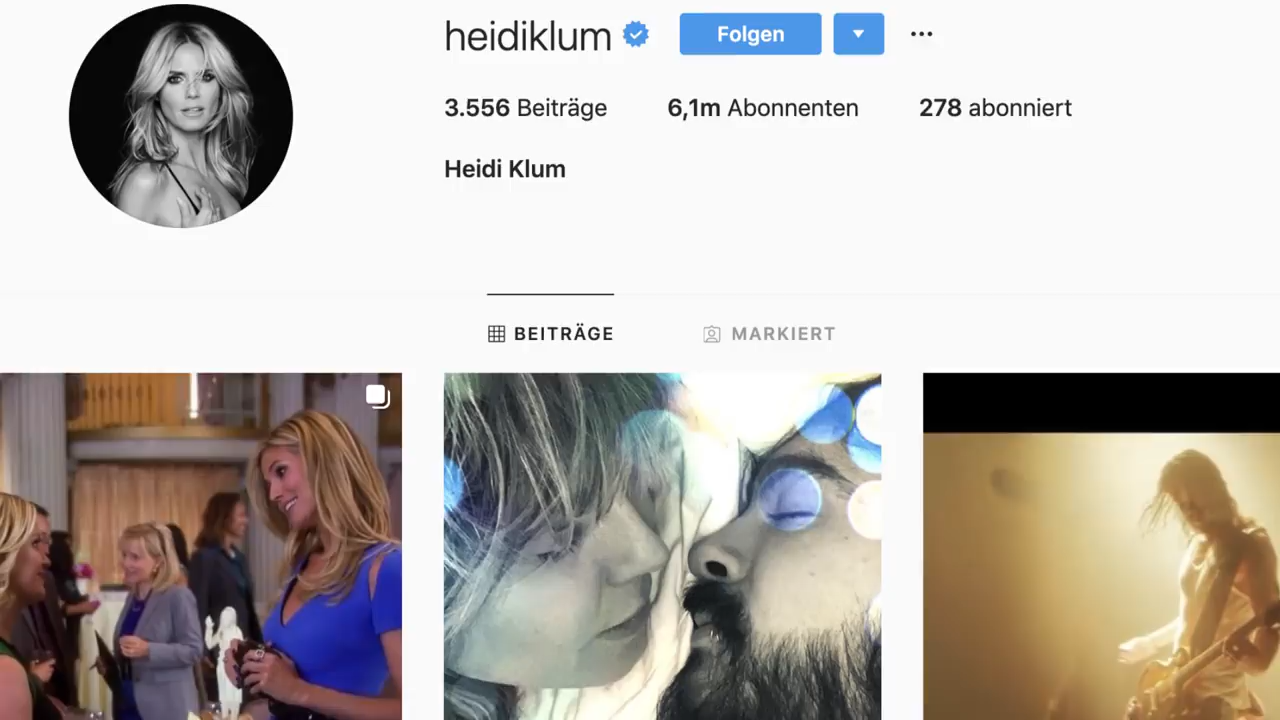 heidiklum Folgen
3.556 Beiträge 6,1m Abonnenten 278 abonniert
Heidi Klum
BEITRÄGE MARKIERT